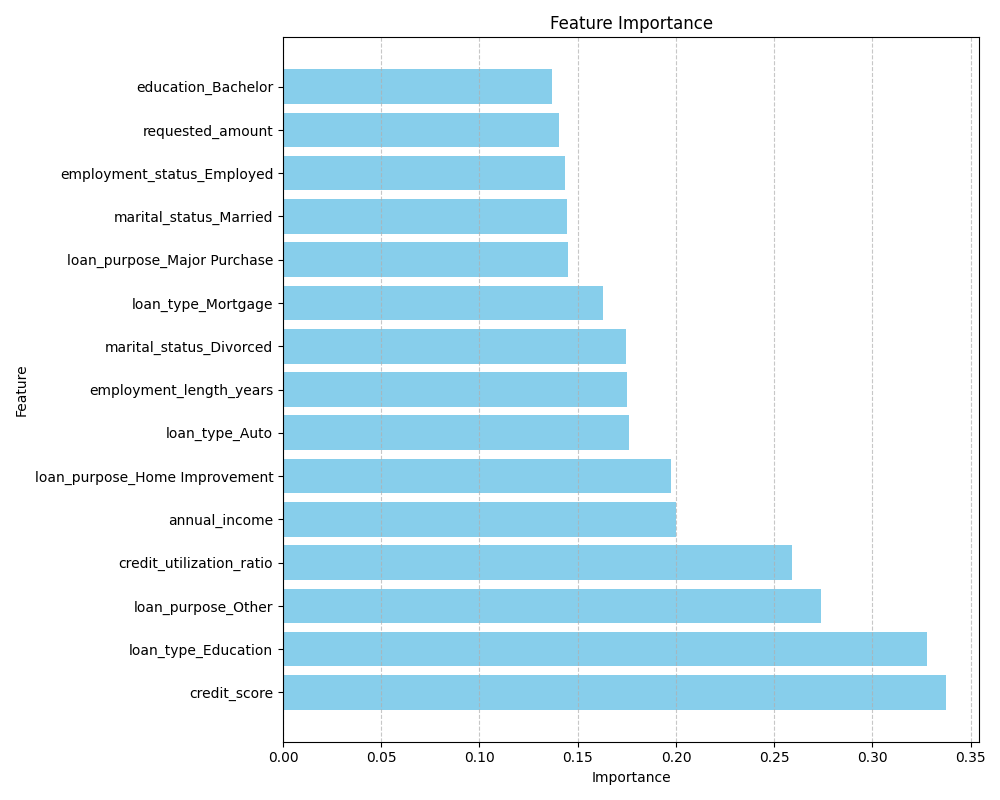 Feature Importance
Feature
education_Bachelor
requested_amount
employment_status_Employed
marital_status_Married
loan_purpose_Major Purchase
loan_type_Mortgage
marital_status_Divorced
employment_length_years
loan_type_Auto
loan_purpose_Home Improvement
annual_income
credit_utilization_ratio
loan_purpose_Other
loan_type_Education
credit_score
0.00 0.05 0.10 0.15 0.20 0.25 0.30 0.35
Importance